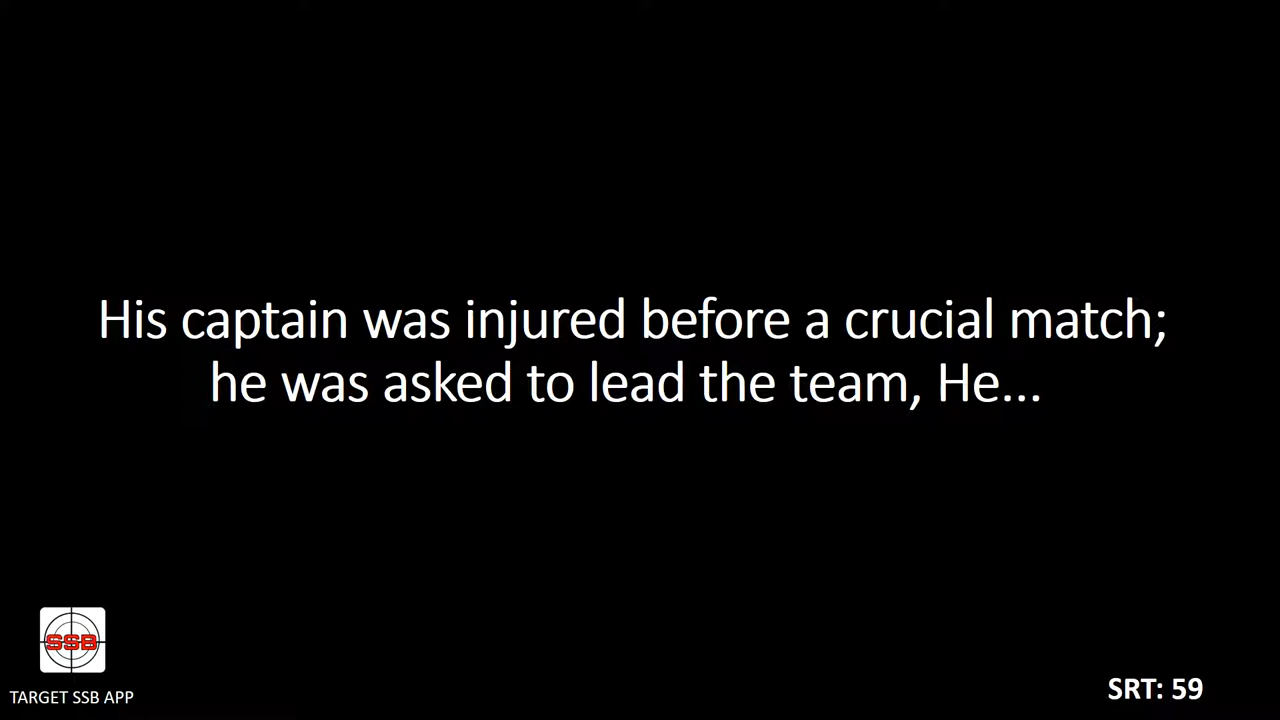 His captain was injured before a crucial match;
he was asked to lead the team, He...
SSB
TARGET SSB APP
SRT: 59